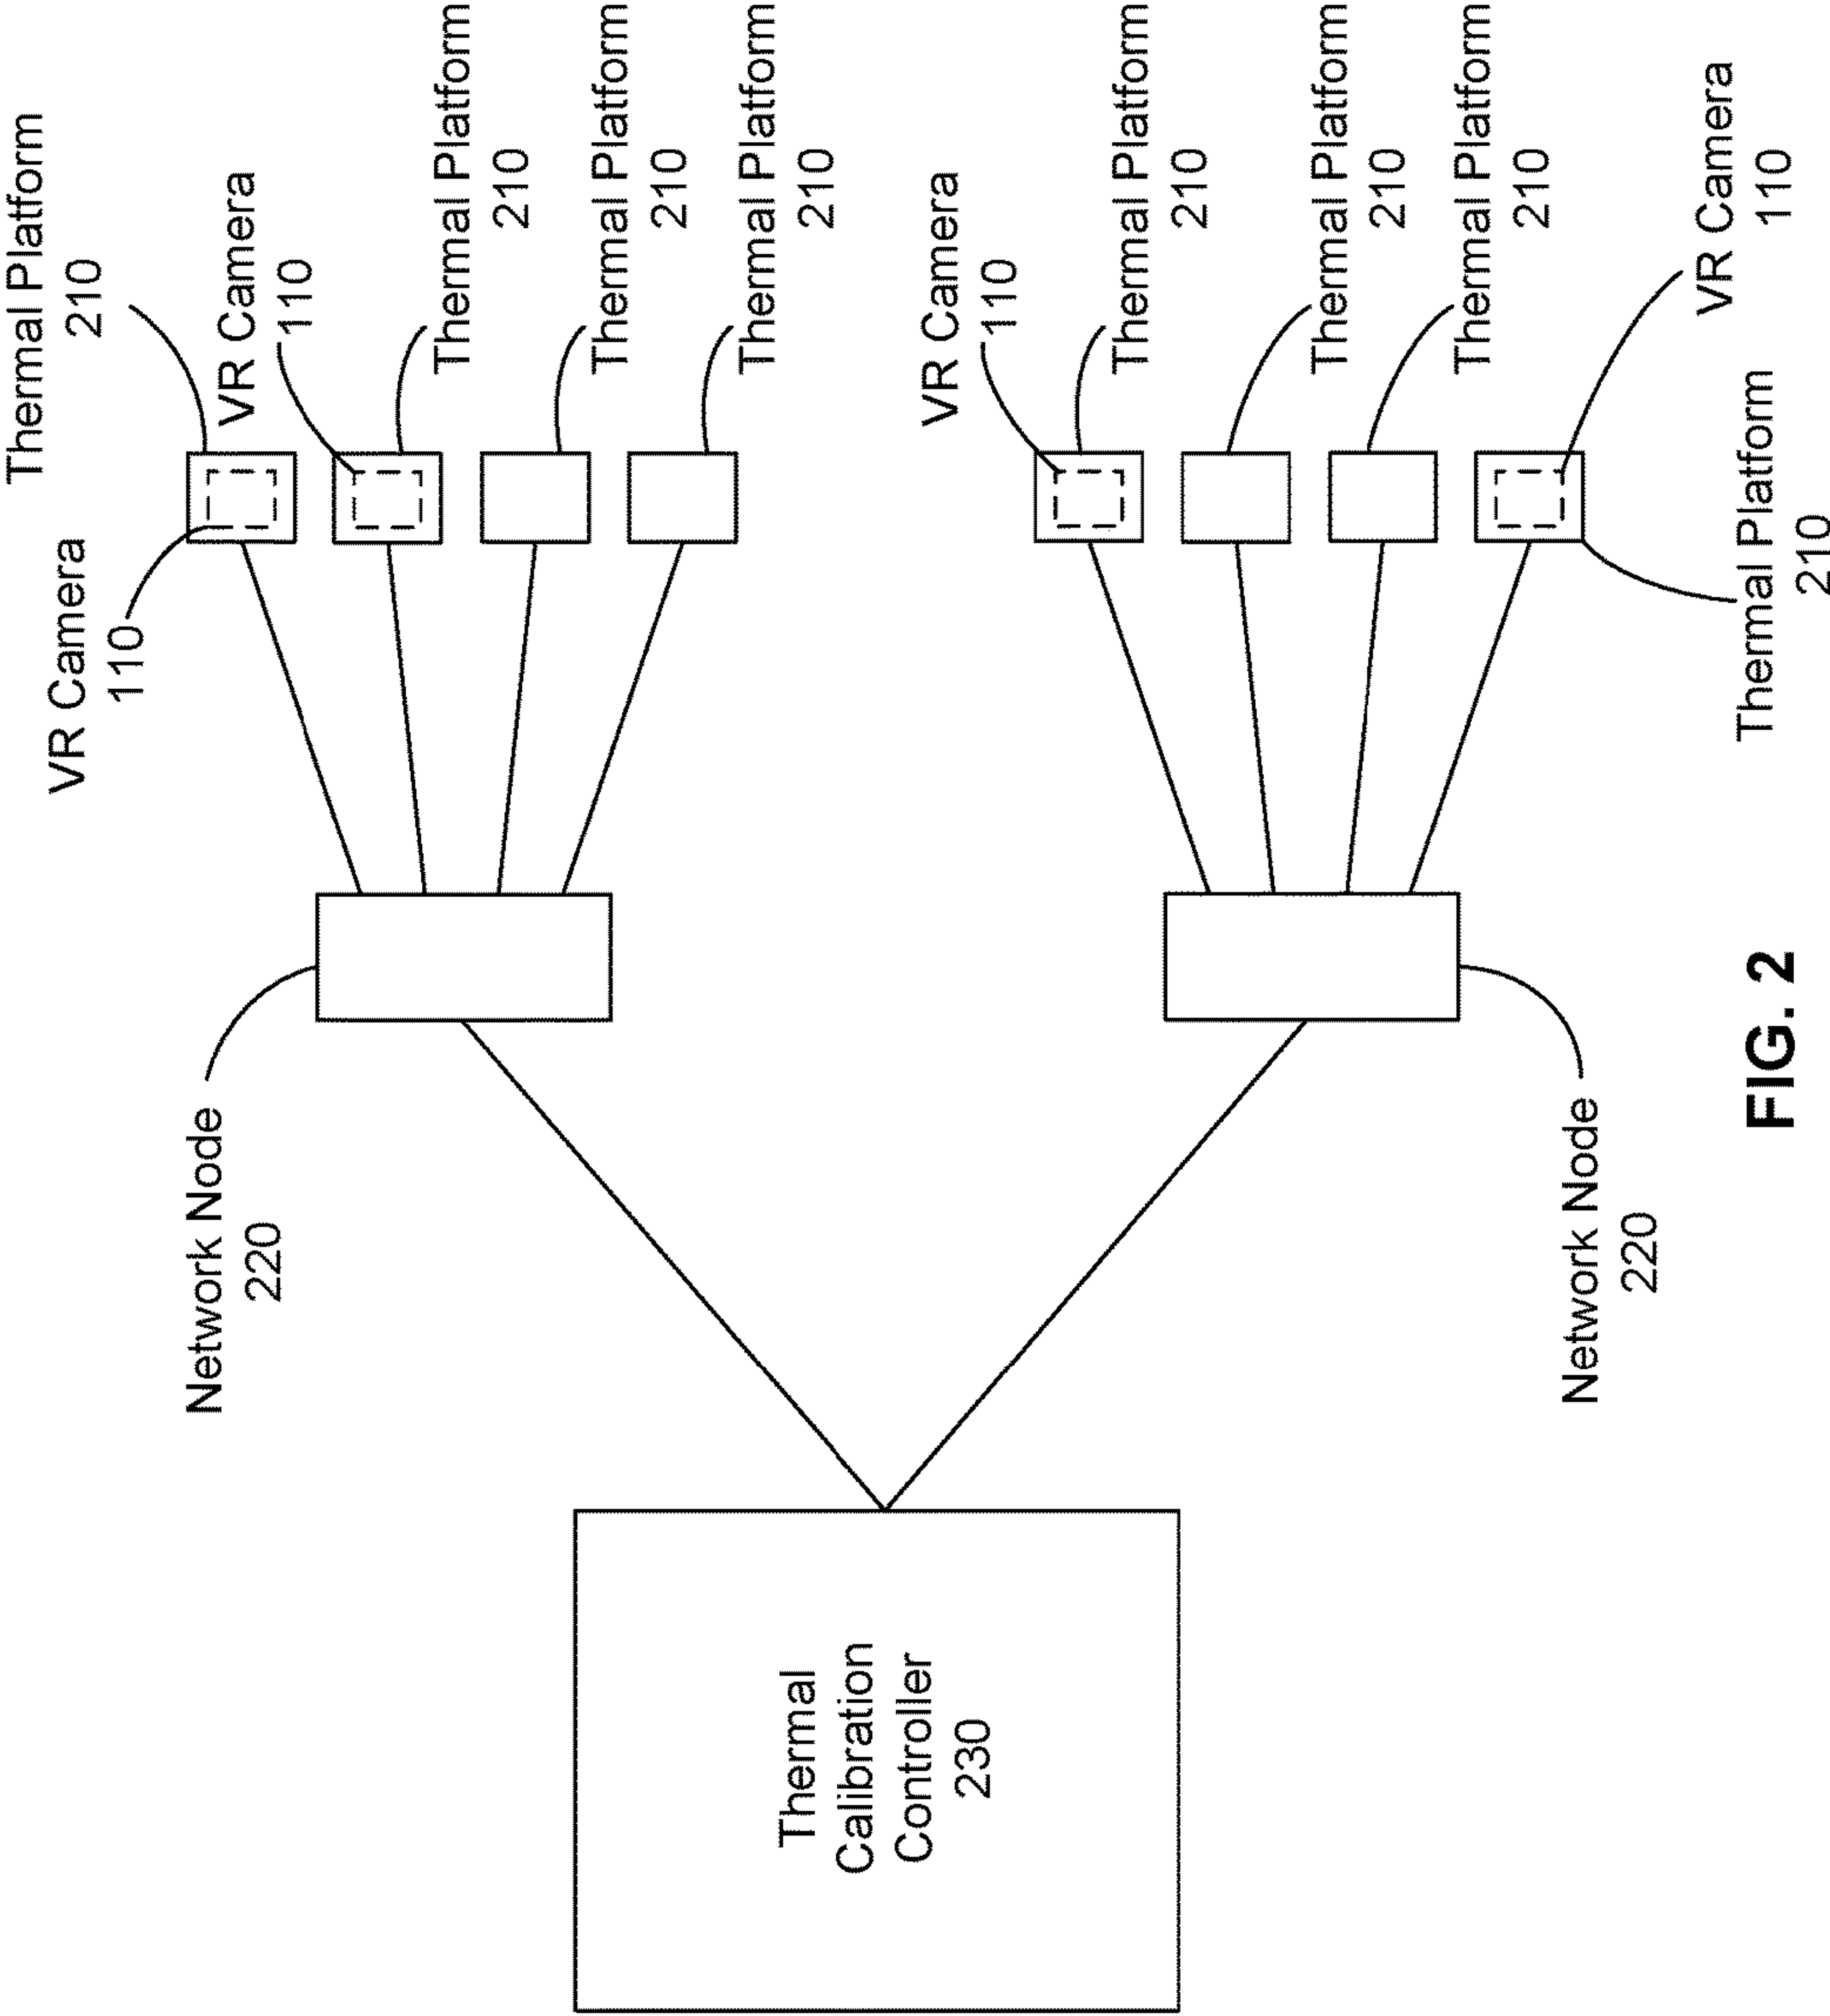 Thermal Platform
210
VR Camera
110
VR Camera
110
Thermal Platform
210
Thermal Platform
210
Thermal Platform
210
Network Node
220
Thermal
Calibration
Controller
230
VR Camera
110
Thermal Platform
210
Thermal Platform
210
Thermal Platform
210
VR Camera
110
Thermal Platform
210
Network Node
220
FIG. 2